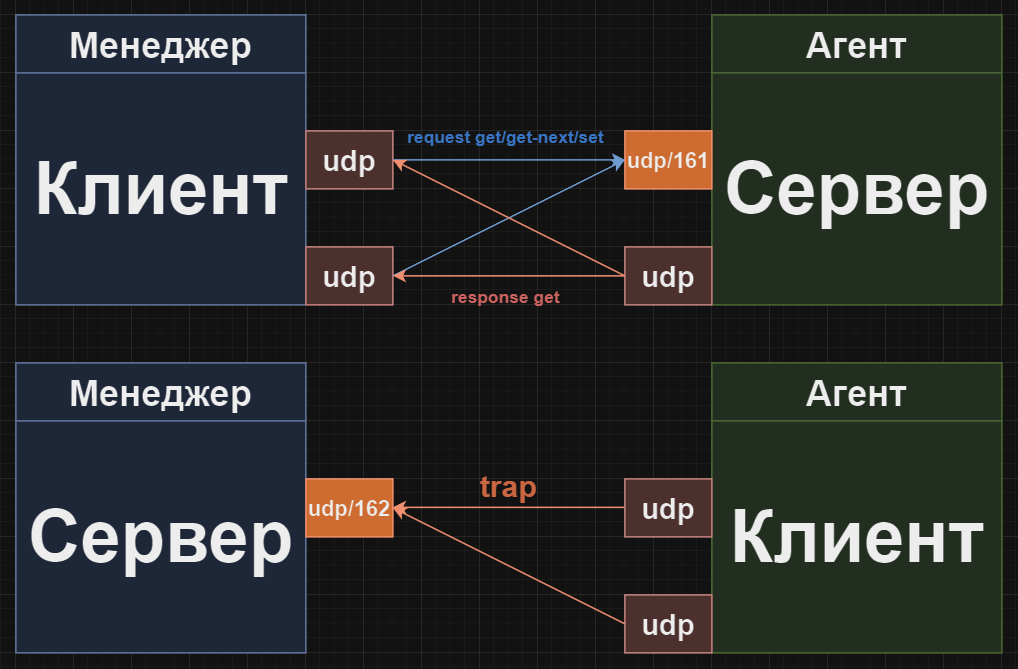 Менеджер
Агент
request get/get-next/set
udp
udp/161
Клиент
Сервер
udp
udp
response get
Менеджер
Агент
trap
udp/162
udp
Сервер
Клиент
udp